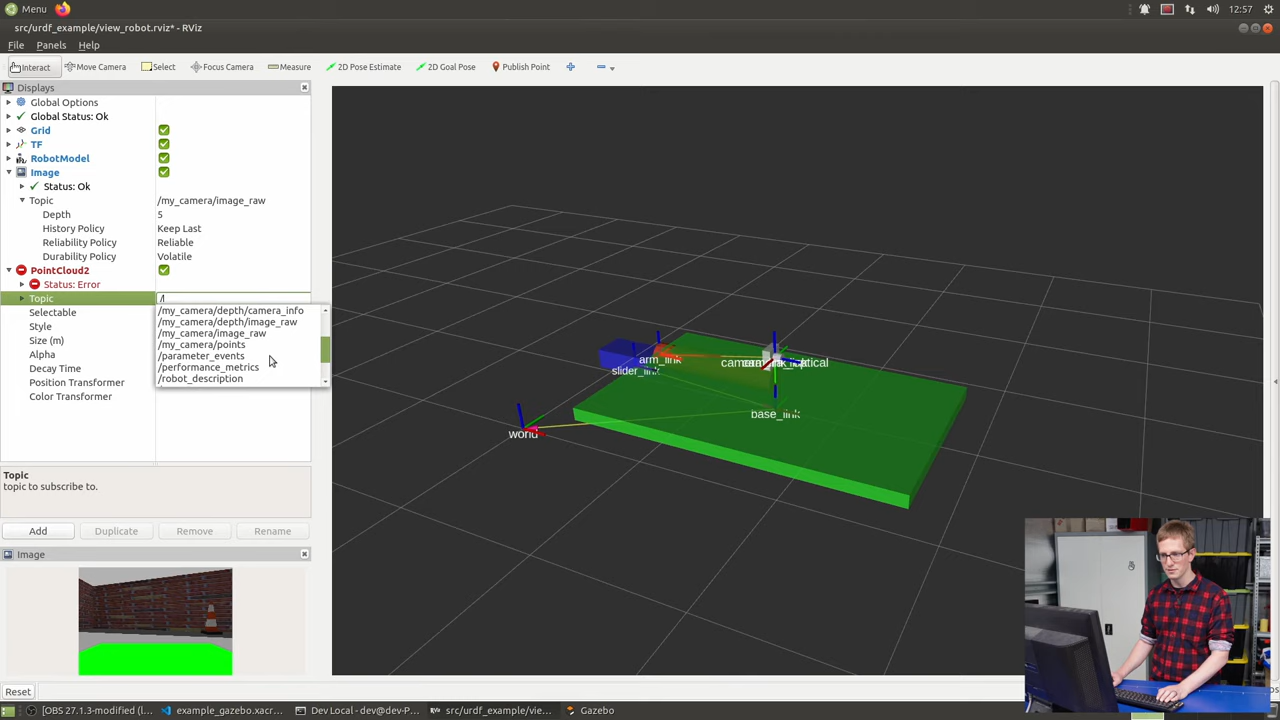 Menu
12:57
src/urdf_example/view_robot.rviz* - RViz
File Panels Help
Interact Move Camera Select Focus Camera Measure 2D Pose Estimate 2D Goal Pose Publish Point
Displays
Global Options
Global Status: Ok
Grid
TF
RobotModel
Image
Status: Ok
Topic /my_camera/image_raw
Depth 5
History Policy Keep Last
Reliability Policy Reliable
Durability Policy Volatile
PointCloud2
Status: Error
Topic /
Selectable /my_camera/depth/camera_info
Style /my_camera/depth/image_raw
/my_camera/image_raw
Size (m) /my_camera/points
Alpha /parameter_events
Decay Time /performance_metrics
Position Transformer /robot_description
Color Transformer
arm_link
slider_link
base_link
world
Topic
topic to subscribe to.
Add Duplicate Remove Rename
Image
Reset
[OBS 27.1.3-modified (l... example_gazebo.xacr... Dev Local - dev@dev-P... src/urdf_example/vie... Gazebo